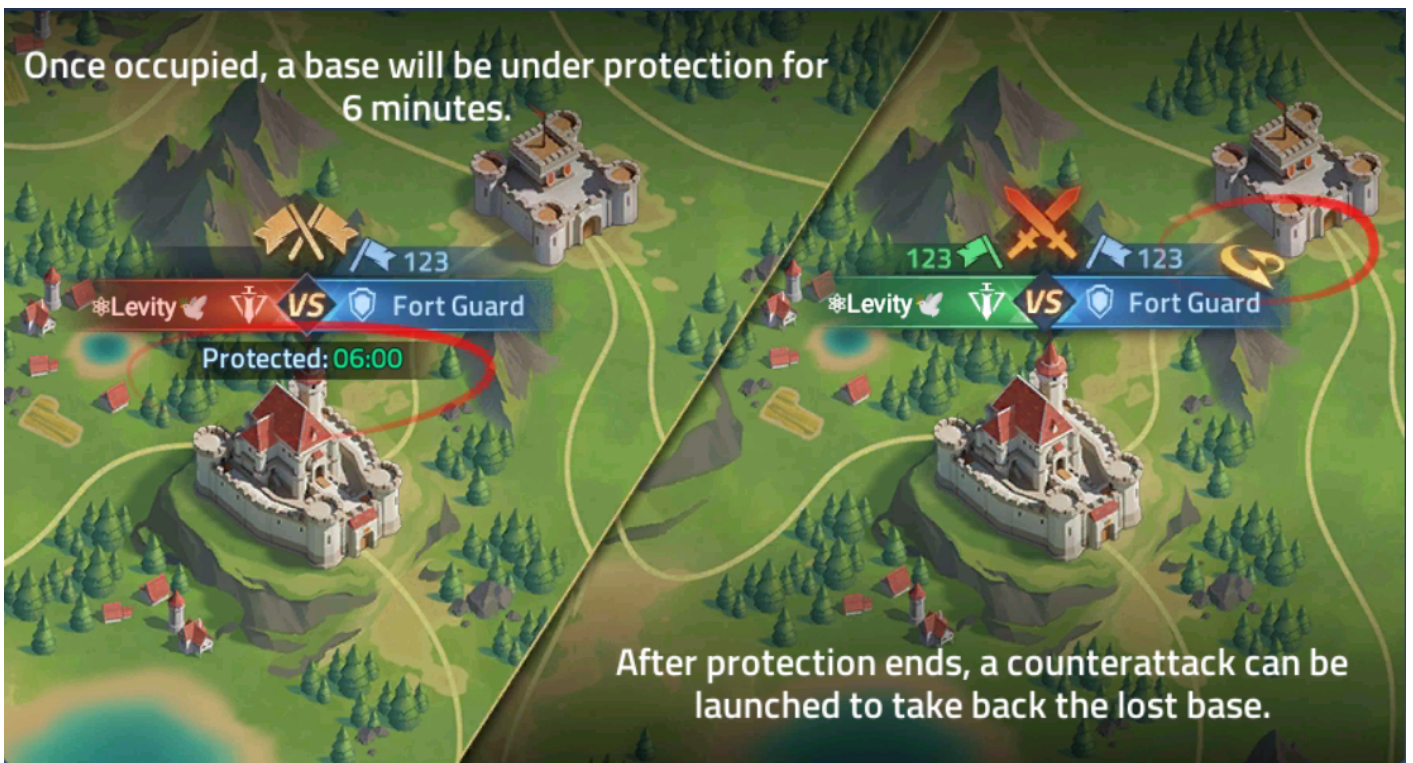 Once occupied, a base will be under protection for
6 minutes.
123
Levity VS Fort Guard
Protected: 06:00
123 123
Levity VS Fort Guard
After protection ends, a counterattack can be
launched to take back the lost base.